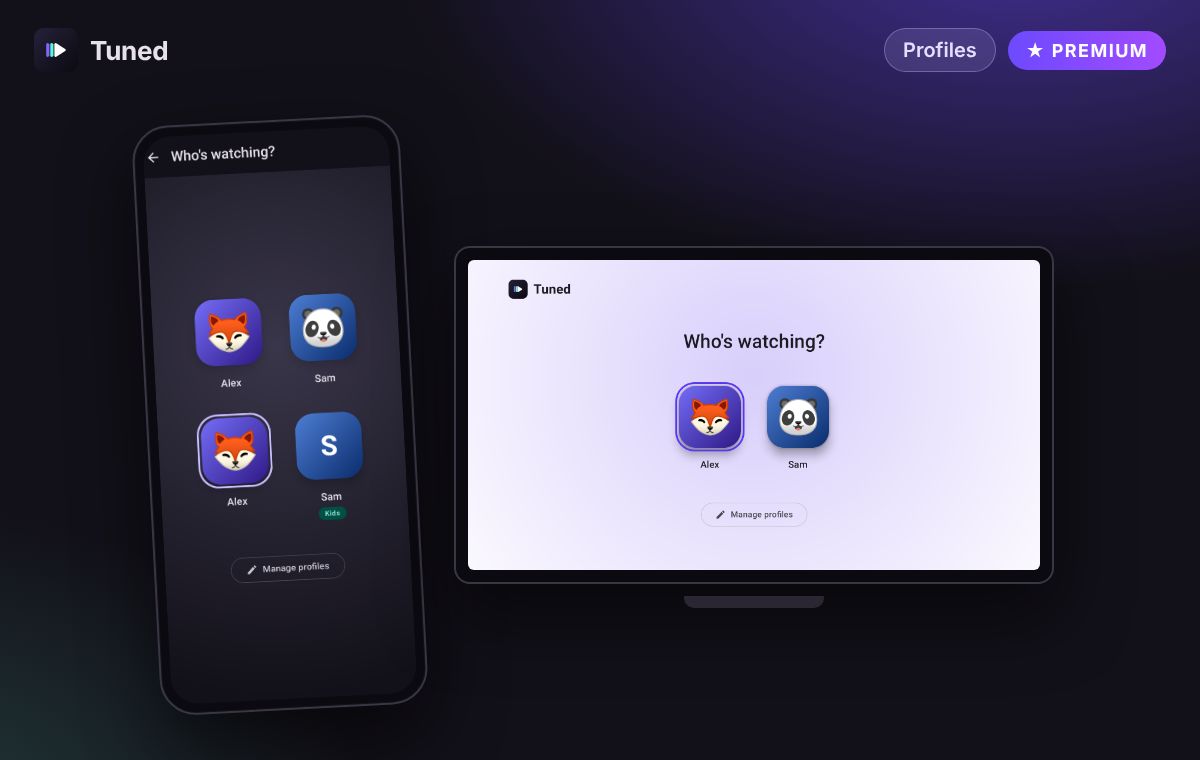 Tuned
Profiles
★ PREMIUM
Who's watching?
Alex
Sam
Alex
S
Sam
Kids
Manage profiles
Tuned
Who's watching?
Alex
Sam
Manage profiles